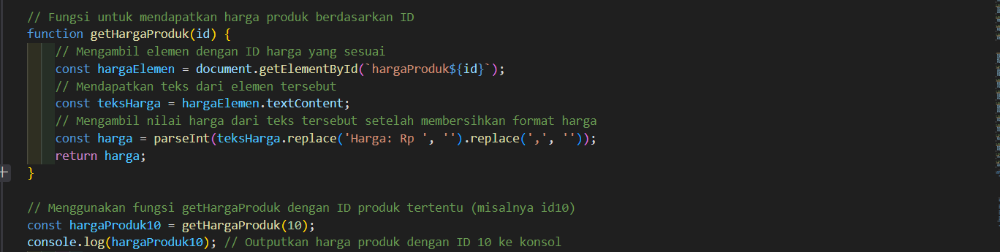 // Fungsi untuk mendapatkan harga produk berdasarkan ID
function getHargaProduk(id) {
    // Mengambil elemen dengan ID harga yang sesuai
    const hargaElemen = document.getElementById(`hargaProduk${id}`);
    // Mendapatkan teks dari elemen tersebut
    const teksHarga = hargaElemen.textContent;
    // Mengambil nilai harga dari teks tersebut setelah membersihkan format harga
    const harga = parseInt(teksHarga.replace('Harga: Rp ', '').replace(',', ''));
    return harga;
}
// Menggunakan fungsi getHargaProduk dengan ID produk tertentu (misalnya id10)
const hargaProduk10 = getHargaProduk(10);
console.log(hargaProduk10); // Outputkan harga produk dengan ID 10 ke konsol